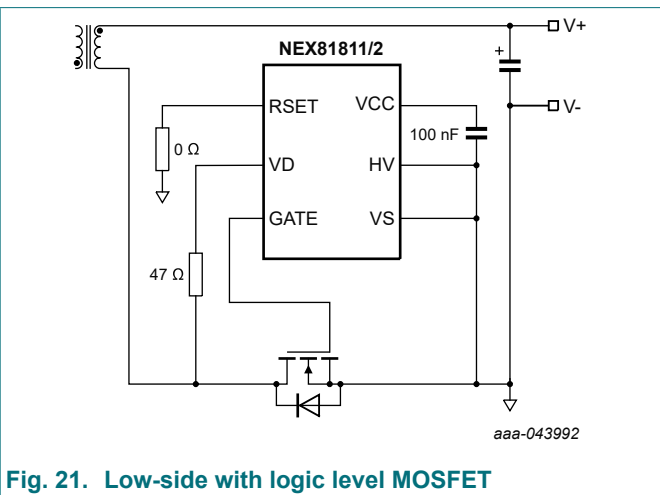 V+
NEX81811/2
+
RSET
VCC
V-
100 nF
0 Ω
VD
HV
GATE
VS
47 Ω
aaa-043992
Fig. 21. Low-side with logic level MOSFET